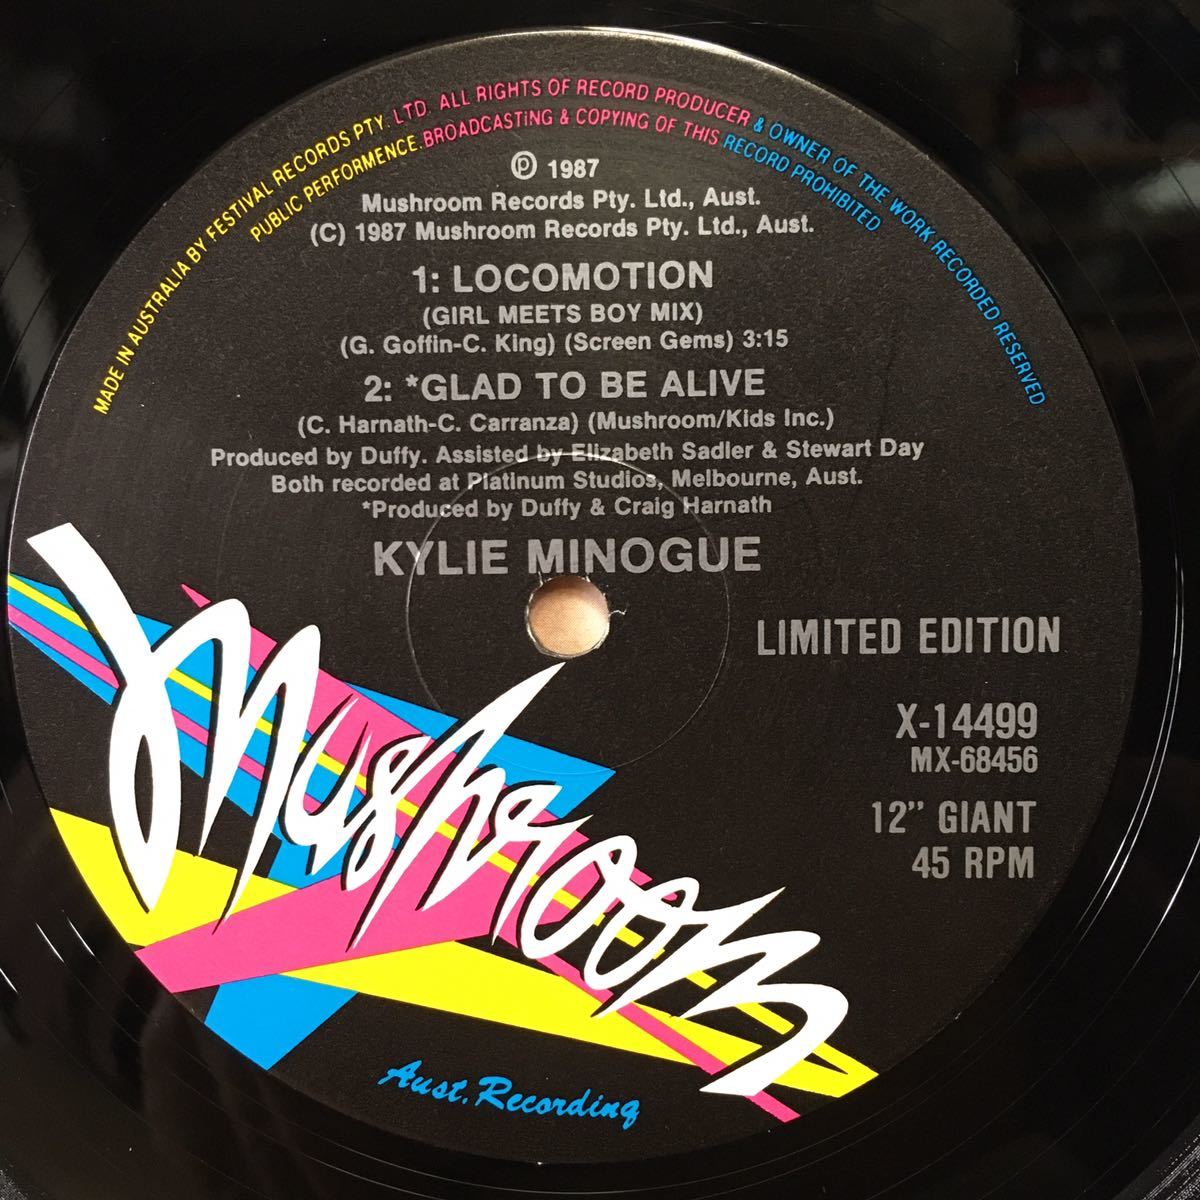 MADE IN AUSTRALIA BY FESTIVAL RECORDS PTY. LTD. ALL RIGHTS OF RECORD PRODUCER & OWNER OF THE WORK RECORDED RESERVED
PUBLIC PERFORMENCE. BROADCASTING & COPYING OF THIS RECORD PROHIBITED
℗ 1987
Mushroom Records Pty. Ltd., Aust.
(C) 1987 Mushroom Records Pty. Ltd., Aust.
1: LOCOMOTION
(GIRL MEETS BOY MIX)
(G. Goffin-C. King) (Screen Gems) 3:15
2: *GLAD TO BE ALIVE
(C. Harnath-C. Carranza) (Mushroom/Kids Inc.)
Produced by Duffy. Assisted by Elizabeth Sadler & Stewart Day
Both recorded at Platinum Studios, Melbourne, Aust.
*Produced by Duffy & Craig Harnath
KYLIE MINOGUE
LIMITED EDITION
X-14499
MX-68456
12" GIANT
45 RPM
Mushroom
Aust. Recording